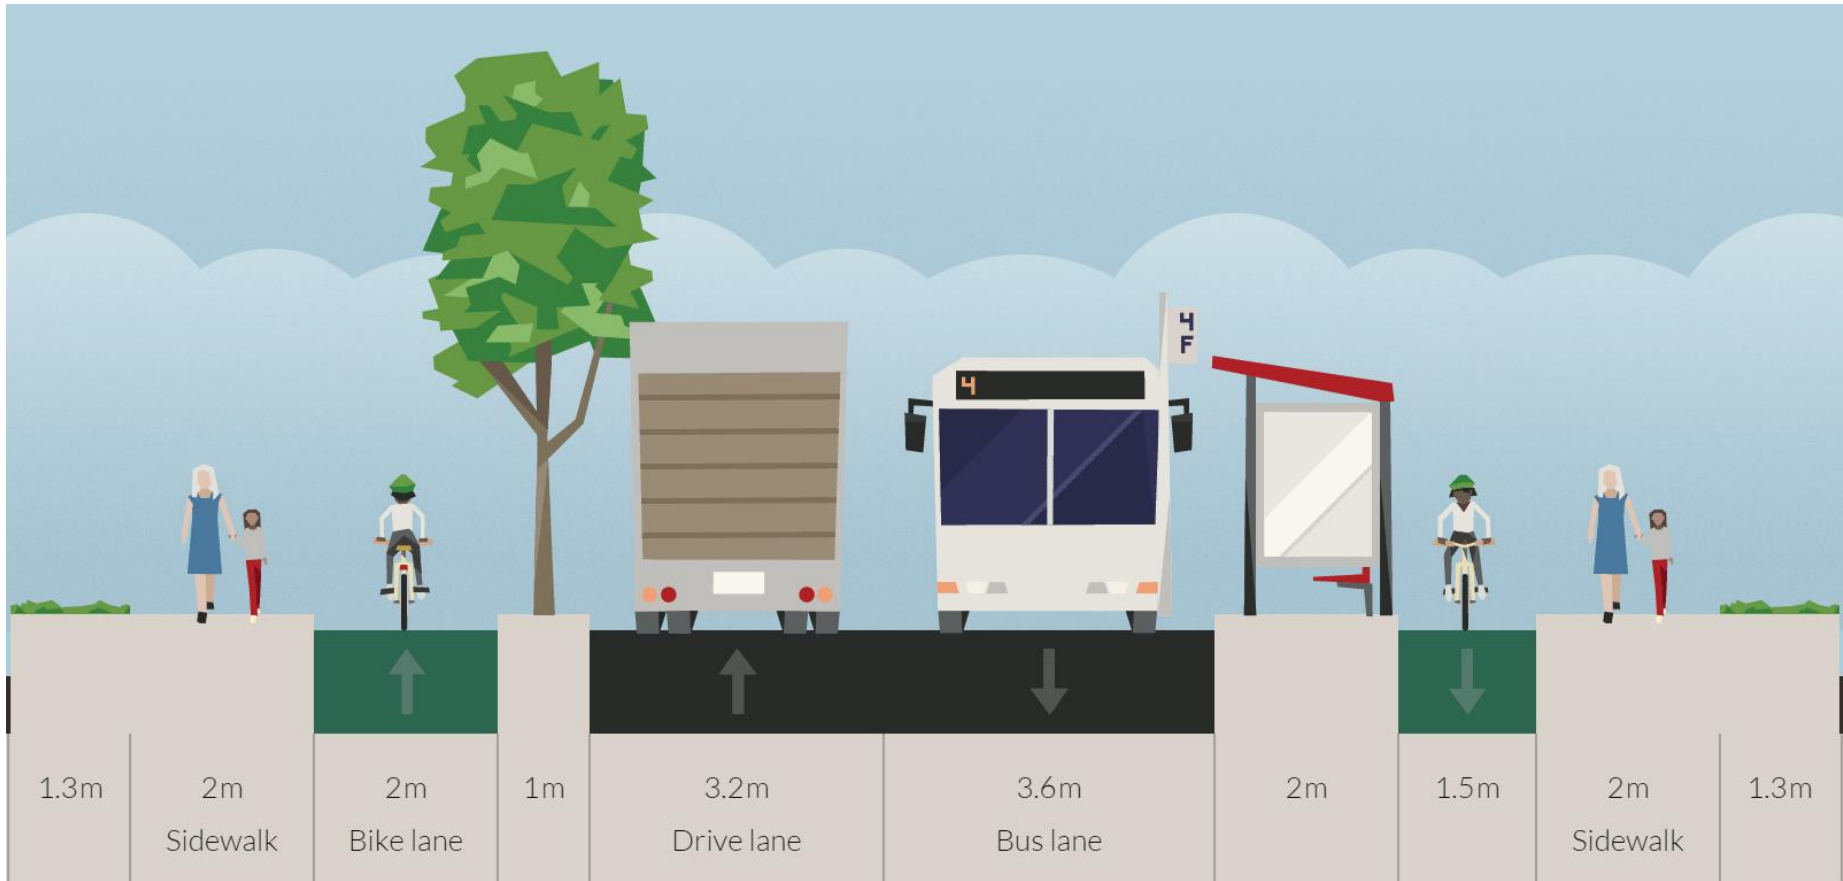 4
F
4
1.3m
2m
2m
1m
3.2m
3.6m
2m
1.5m
2m
1.3m
Sidewalk
Bike lane
Drive lane
Bus lane
Sidewalk